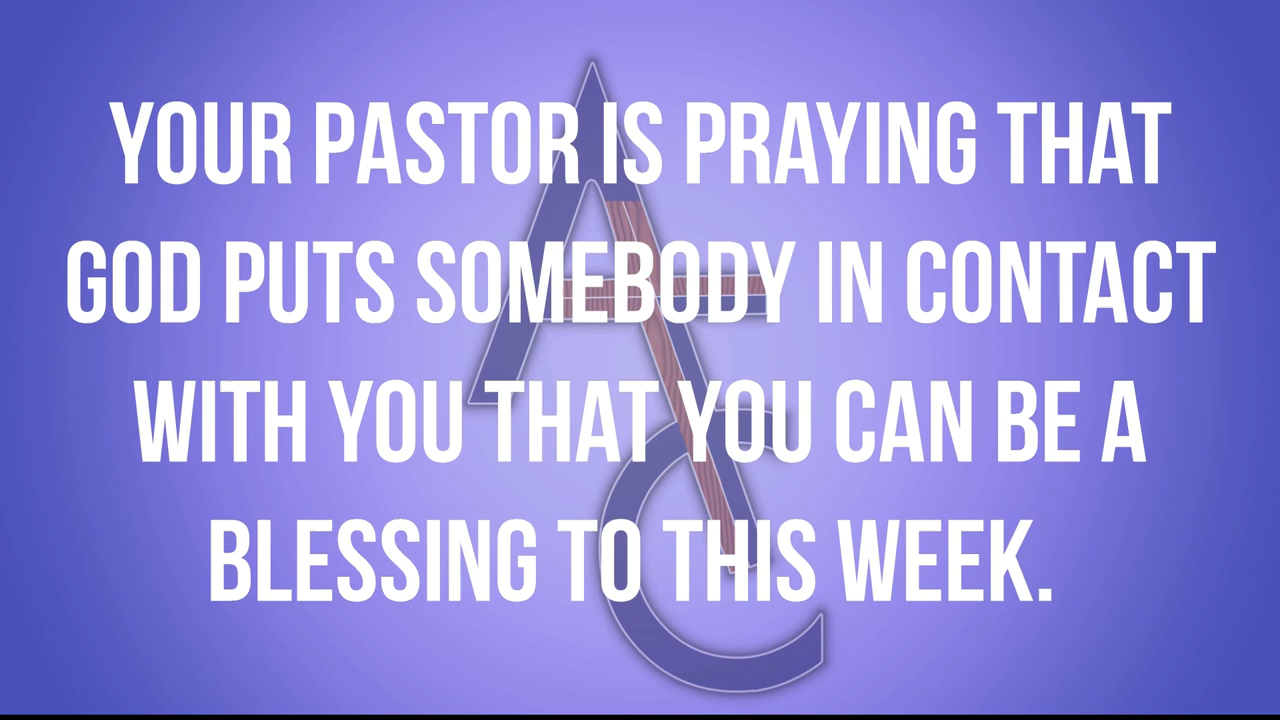 YOUR PASTOR IS PRAYING THAT
GOD PUTS SOMEBODY IN CONTACT
WITH YOU THAT YOU CAN BE A
BLESSING TO THIS WEEK.